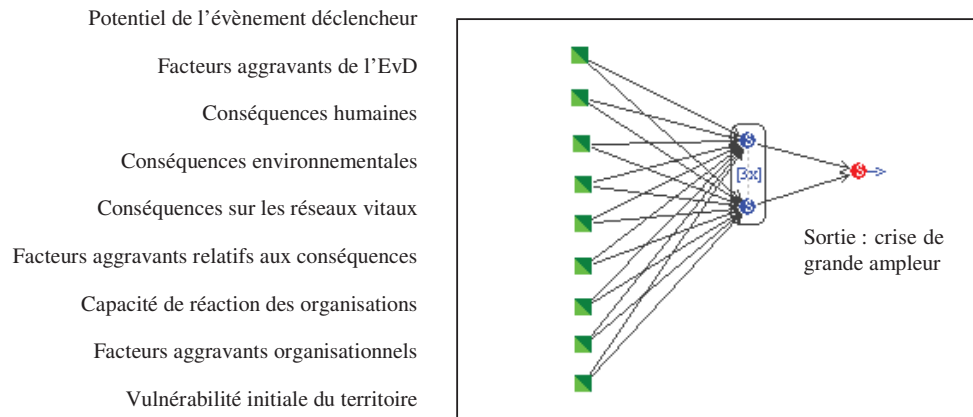 Potentiel de l'évènement déclencheur
Facteurs aggravants de l'EvD
Conséquences humaines
Conséquences environnementales
Conséquences sur les réseaux vitaux
Facteurs aggravants relatifs aux conséquences
Capacité de réaction des organisations
Facteurs aggravants organisationnels
Vulnérabilité initiale du territoire
S
[3x]
S
S
Sortie : crise de
grande ampleur